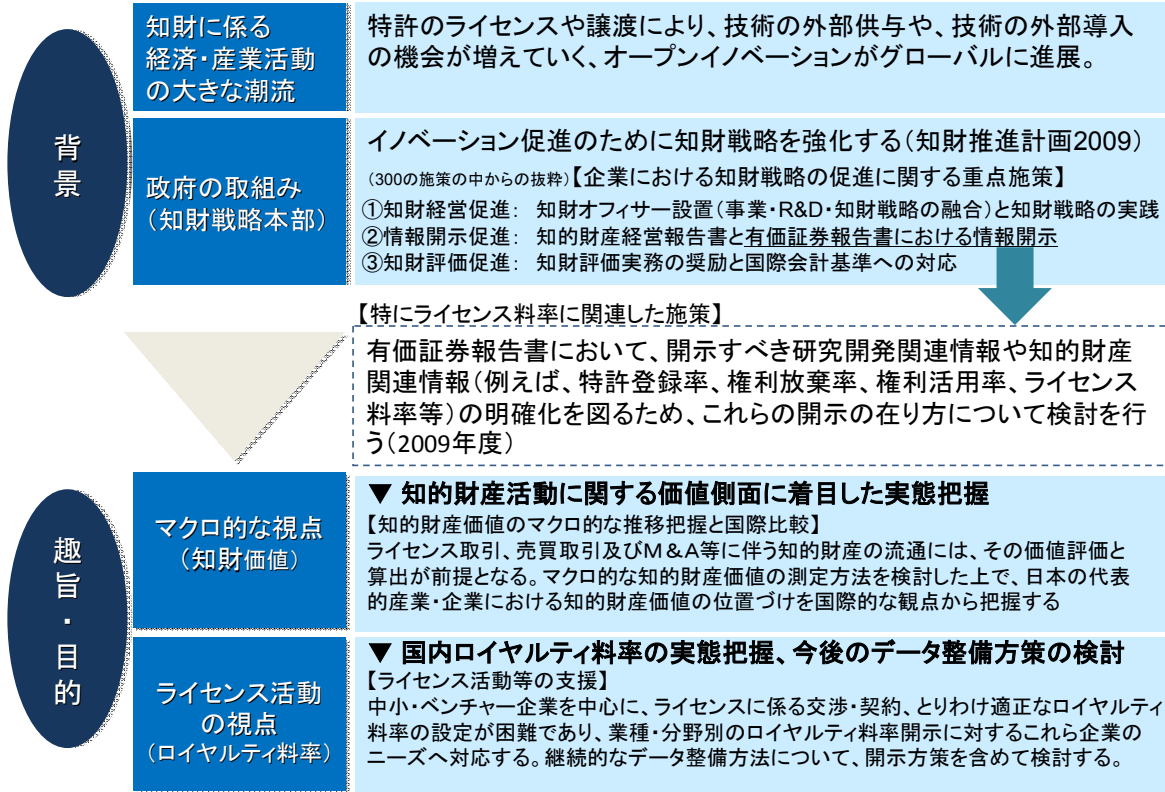 背
景
知財に係る
経済・産業活動
の大きな潮流
特許のライセンスや譲渡により、技術の外部供与や、技術の外部導入
の機会が増えていく、オープンイノベーションがグローバルに進展。
政府の取組み
（知財戦略本部）
イノベーション促進のために知財戦略を強化する（知財推進計画2009）
（300の施策の中からの抜粋）【企業における知財戦略の促進に関する重点施策】
①知財経営促進： 知財オフィサー設置（事業・R&D・知財戦略の融合）と知財戦略の実践
②情報開示促進： 知的財産経営報告書と有価証券報告書における情報開示
③知財評価促進： 知財評価実務の奨励と国際会計基準への対応
【特にライセンス料率に関連した施策】
有価証券報告書において、開示すべき研究開発関連情報や知的財産
関連情報（例えば、特許登録率、権利放棄率、権利活用率、ライセンス
料率等）の明確化を図るため、これらの開示の在り方について検討を行
う（2009年度）
趣
旨
・
目
的
マクロ的な視点
（知財価値）
▼ 知的財産活動に関する価値側面に着目した実態把握
【知的財産価値のマクロ的な推移把握と国際比較】
ライセンス取引、売買取引及びＭ＆Ａ等に伴う知的財産の流通には、その価値評価と
算出が前提となる。マクロ的な知的財産価値の測定方法を検討した上で、日本の代表
的産業・企業における知的財産価値の位置づけを国際的な観点から把握する
ライセンス活動
の視点
（ロイヤルティ料率）
▼ 国内ロイヤルティ料率の実態把握、今後のデータ整備方策の検討
【ライセンス活動等の支援】
中小・ベンチャー企業を中心に、ライセンスに係る交渉・契約、とりわけ適正なロイヤルティ
料率の設定が困難であり、業種・分野別のロイヤルティ料率開示に対するこれら企業の
ニーズへ対応する。継続的なデータ整備方法について、開示方策を含めて検討する。